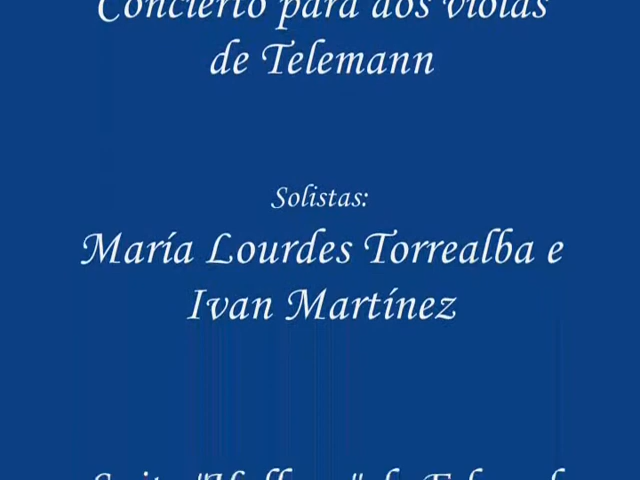 Concierto para dos violas
de Telemann
Solistas:
María Lourdes Torrealba e
Ivan Martínez